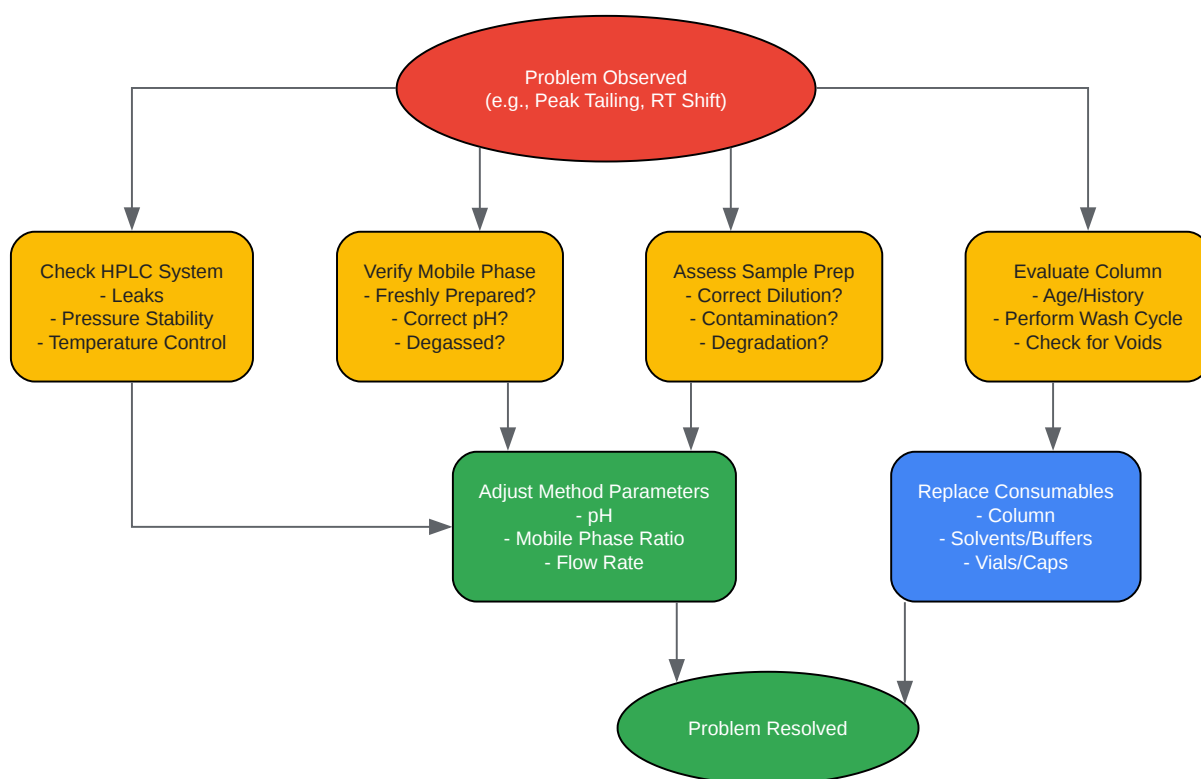 Problem Observed
(e.g., Peak Tailing, RT Shift)
Check HPLC System
- Leaks
- Pressure Stability
- Temperature Control
Verify Mobile Phase
- Freshly Prepared?
- Correct pH?
- Degassed?
Assess Sample Prep
- Correct Dilution?
- Contamination?
- Degradation?
Evaluate Column
- Age/History
- Perform Wash Cycle
- Check for Voids
Adjust Method Parameters
- pH
- Mobile Phase Ratio
- Flow Rate
Replace Consumables
- Column
- Solvents/Buffers
- Vials/Caps
Problem Resolved